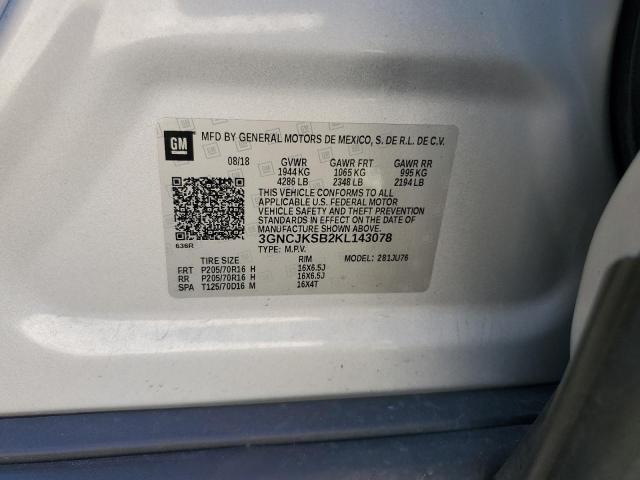 GM MFD BY GENERAL MOTORS DE MEXICO, S. DE R.L. DE C.V.
08/18 GVWR GAWR FRT GAWR RR
1944 KG 1065 KG 995 KG
4286 LB 2348 LB 2194 LB
THIS VEHICLE CONFORMS TO ALL
APPLICABLE U.S. FEDERAL MOTOR
VEHICLE SAFETY AND THEFT PREVENTION
STANDARDS IN EFFECT ON THE DATE OF
MANUFACTURE SHOWN ABOVE.
3GNCJKSB2KL143078
636R TYPE: M.P.V.
TIRE SIZE RIM MODEL: 281JU76
FRT P205/70R16 H 16X6.5J
RR P205/70R16 H 16X6.5J
SPA T125/70D16 M 16X4T